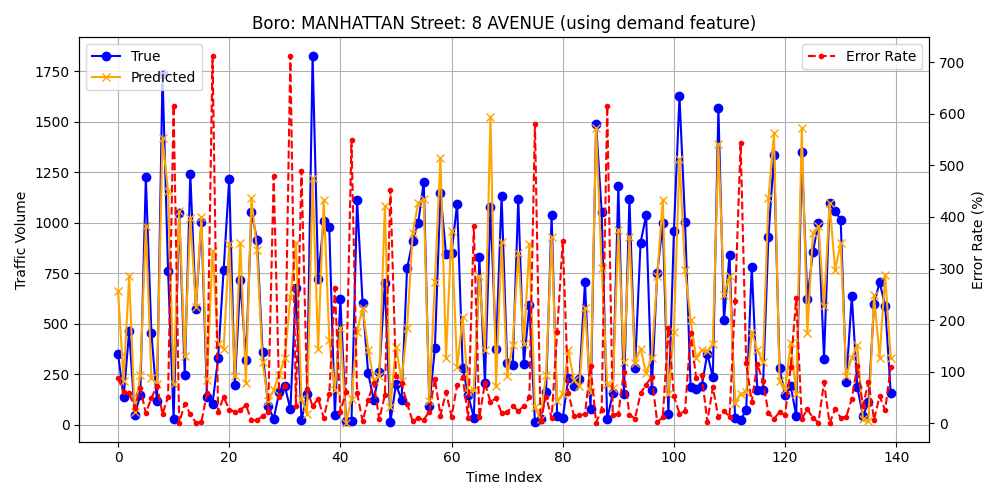 Boro: MANHATTAN Street: 8 AVENUE (using demand feature)
True
Predicted
Error Rate
Traffic Volume
1750
1500
1250
1000
750
500
250
0
700
600
500
400
300
200
100
0
Error Rate (%)
0 20 40 60 80 100 120 140
Time Index